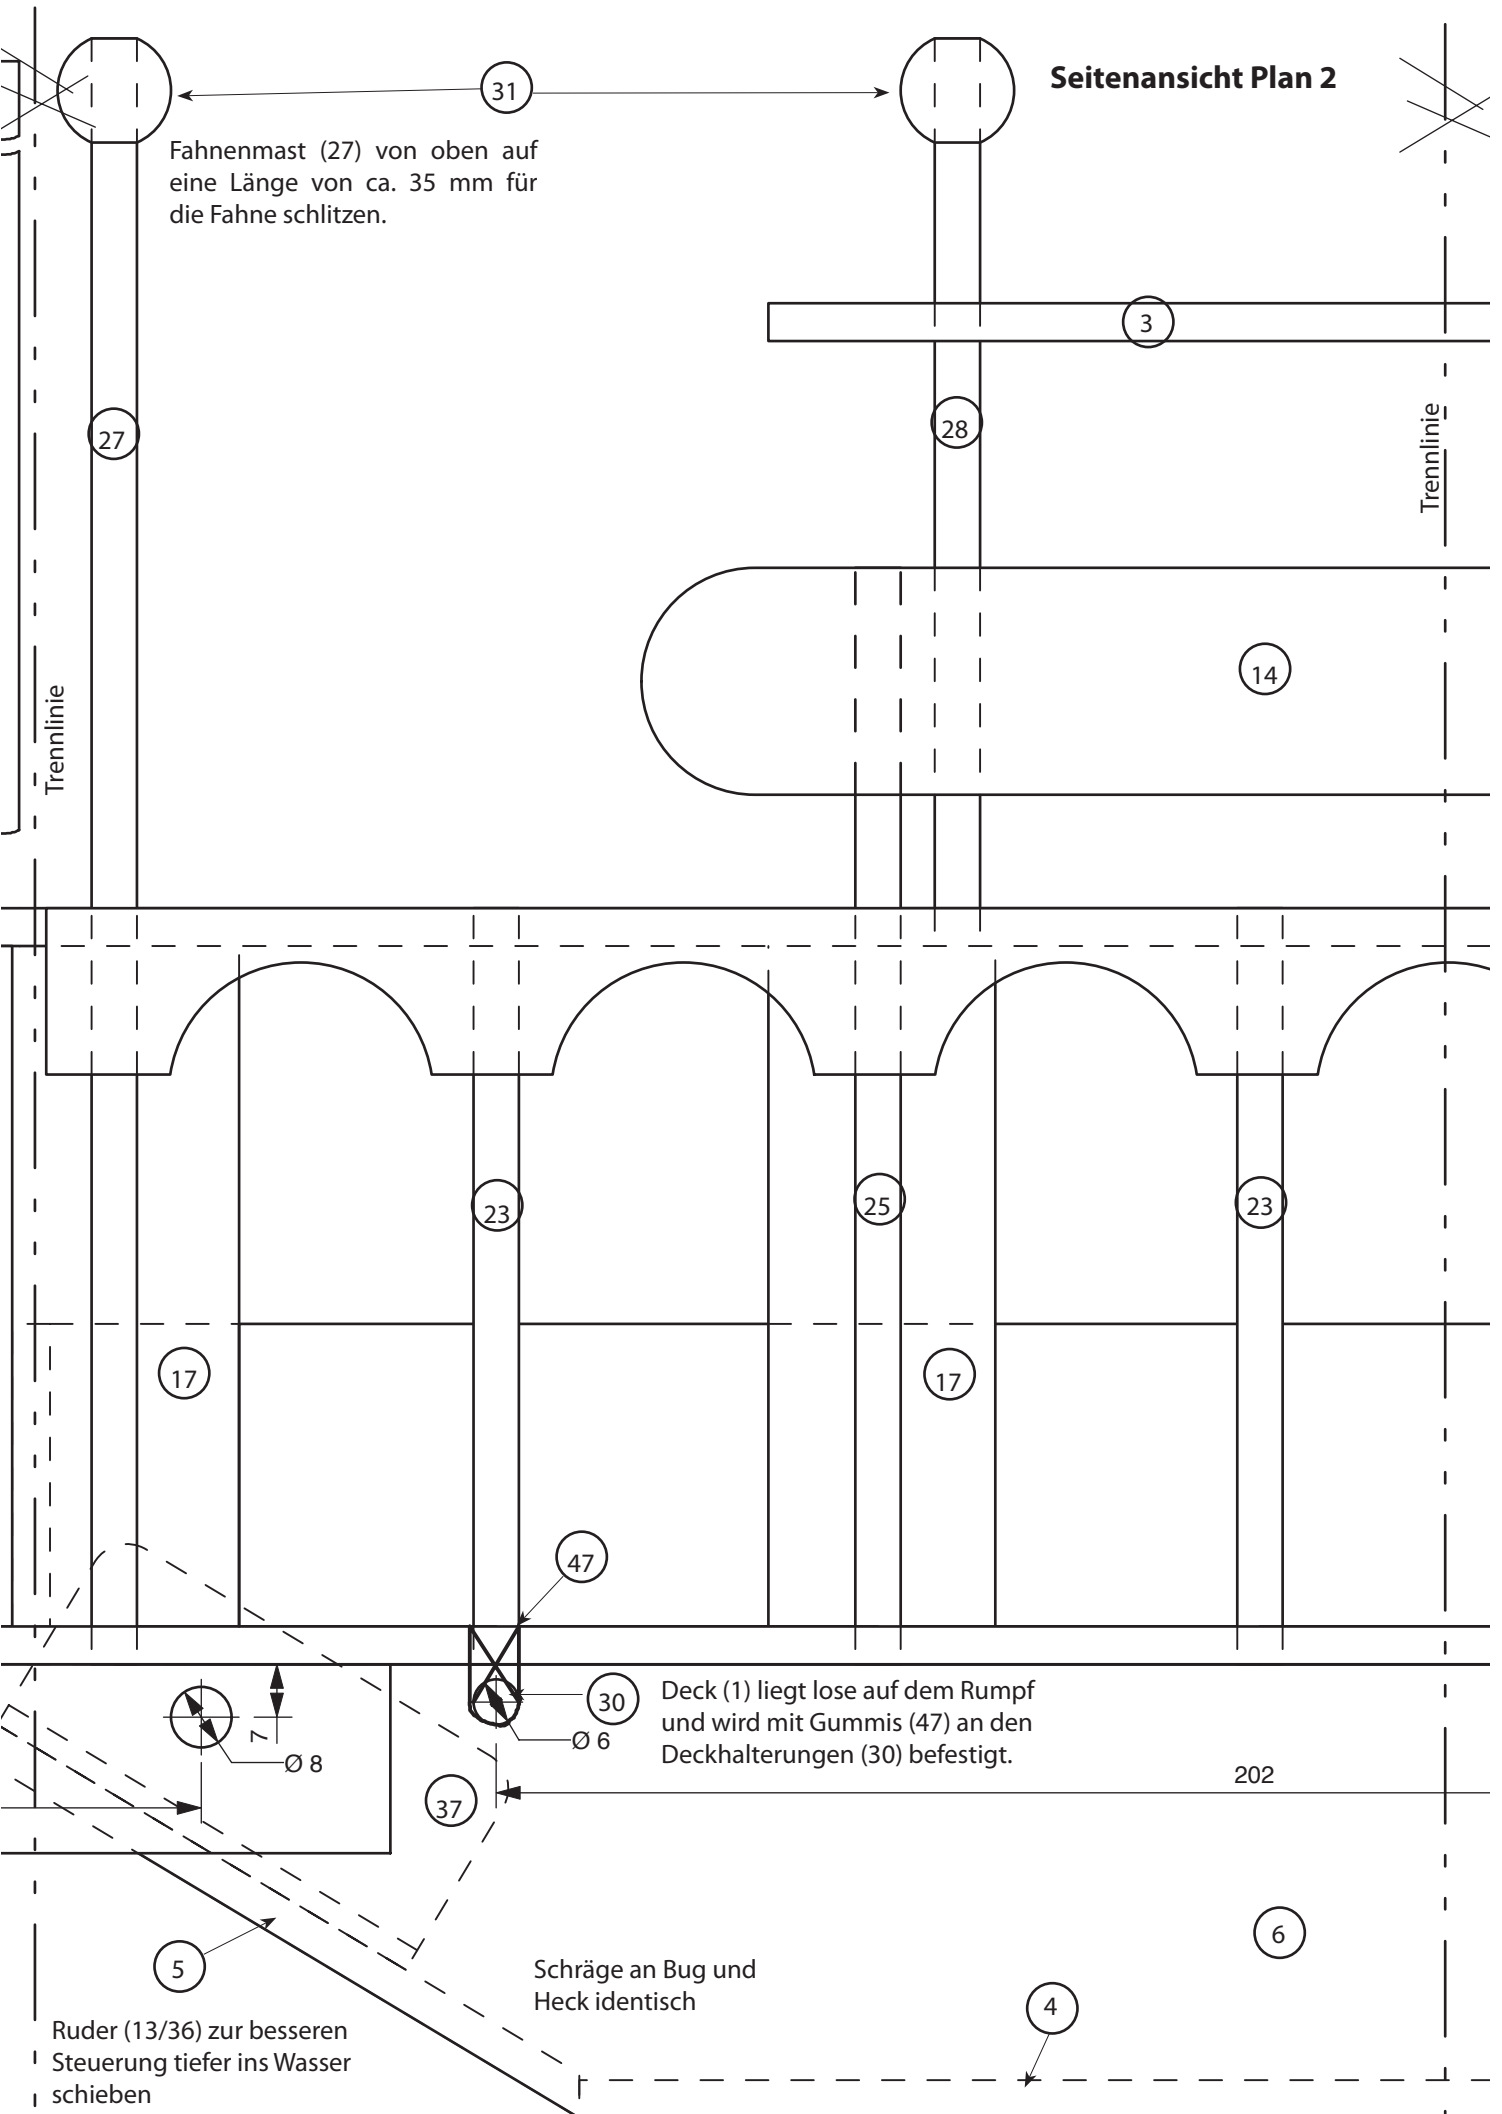 Seitenansicht Plan 2
31
Fahnenmast (27) von oben auf
eine Länge von ca. 35 mm für
die Fahne schlitzen.
3
27
28
Trennlinie
14
Trennlinie
23
25
23
17
17
47
30
Deck (1) liegt lose auf dem Rumpf
und wird mit Gummis (47) an den
Deckhalterungen (30) befestigt.
7
Ø 6
Ø 8
202
37
6
5
Schräge an Bug und
Heck identisch
4
Ruder (13/36) zur besseren
Steuerung tiefer ins Wasser
schieben